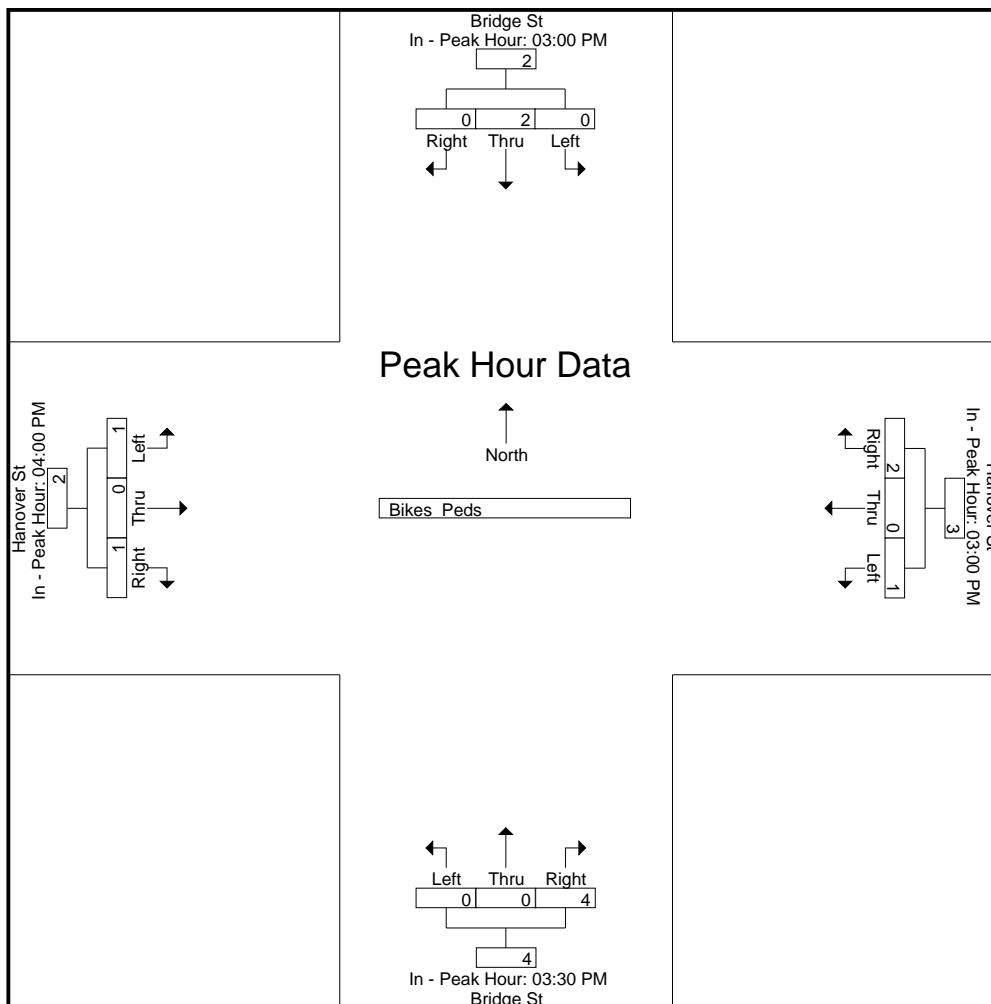 Bridge St
In - Peak Hour: 03:00 PM
2
0 2 0
Right Thru Left
Peak Hour Data
North
Bikes Peds
Hanover St
In - Peak Hour: 04:00 PM
2
1 0 1
Left Thru Right
Hanover St
In - Peak Hour: 03:00 PM
3
2 0 1
Right Thru Left
Left Thru Right
0 0 4
4
In - Peak Hour: 03:30 PM
Bridge St